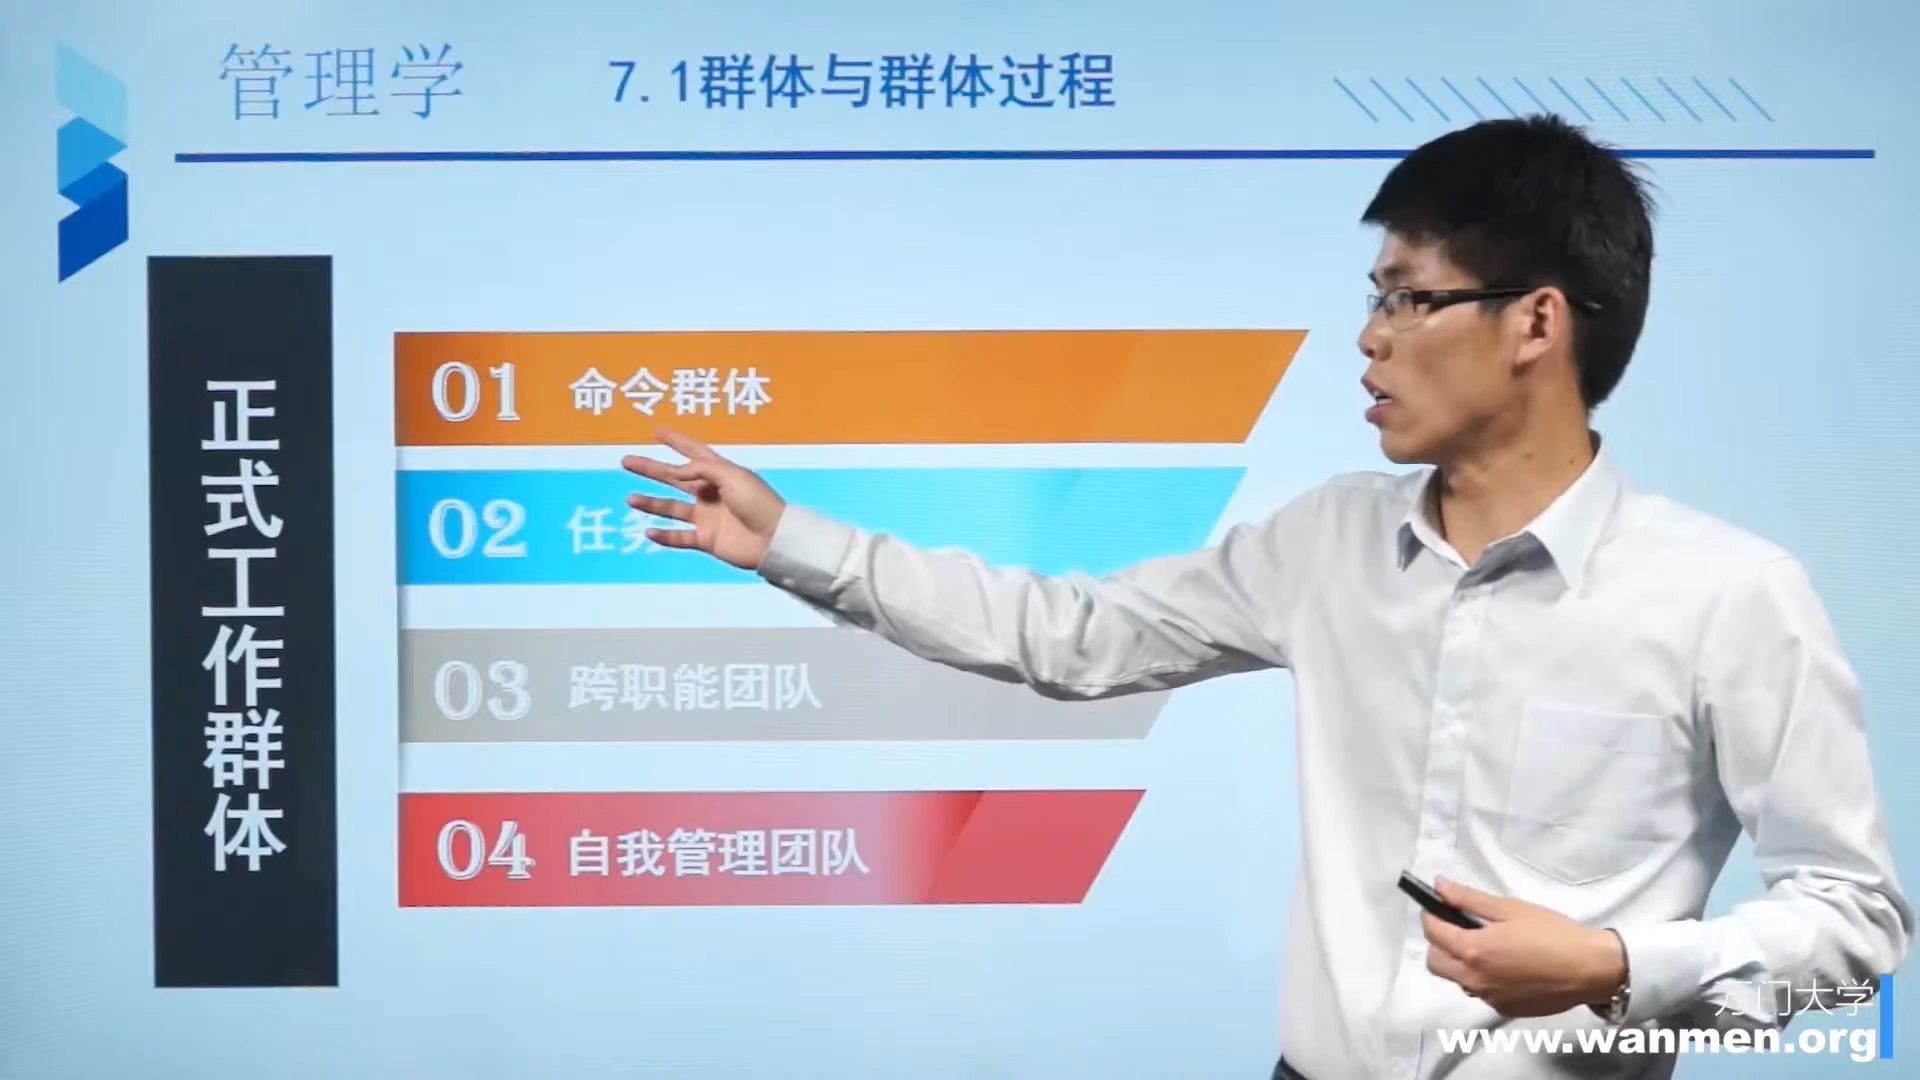 管理学
7.1群体与群体过程
正式工作群体
01 命令群体
02 任务
03 跨职能团队
04 自我管理团队
万门大学
www.wanmen.org